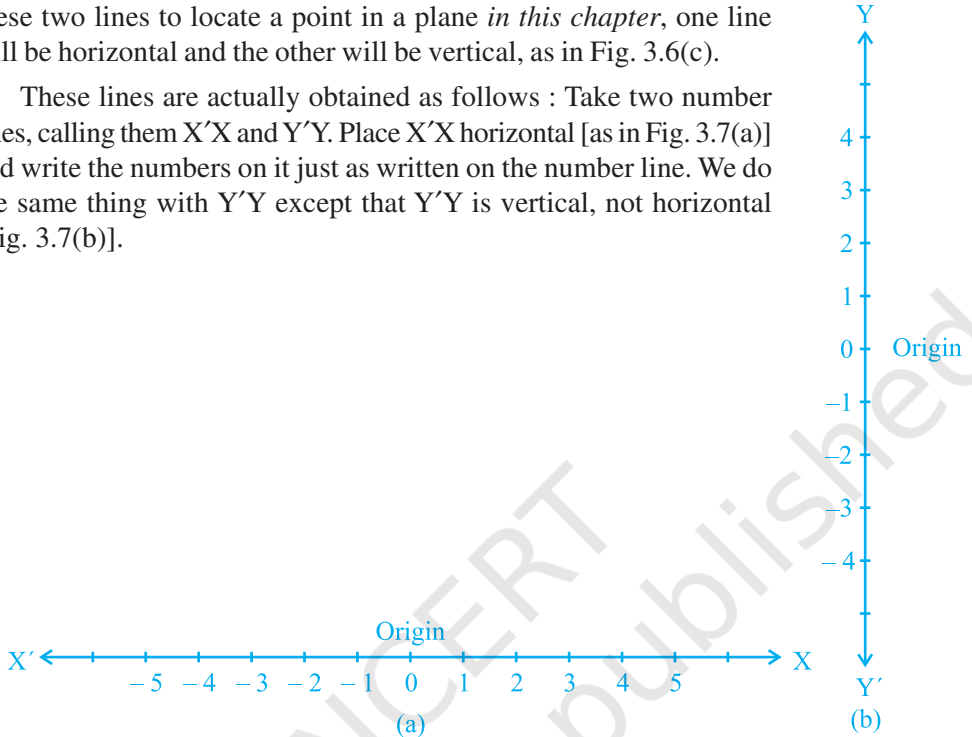 ese two lines to locate a point in a plane in this chapter, one line
ll be horizontal and the other will be vertical, as in Fig. 3.6(c).
These lines are actually obtained as follows : Take two number
es, calling them X′X and Y′Y. Place X′X horizontal [as in Fig. 3.7(a)]
d write the numbers on it just as written on the number line. We do
e same thing with Y′Y except that Y′Y is vertical, not horizontal
ig. 3.7(b)].
Y
4
3
2
1
0 Origin
–1
–2
–3
– 4
Y′
(b)
Origin
X′ X
– 5 – 4 – 3 – 2 – 1 0 1 2 3 4 5
(a)
NCERT
published